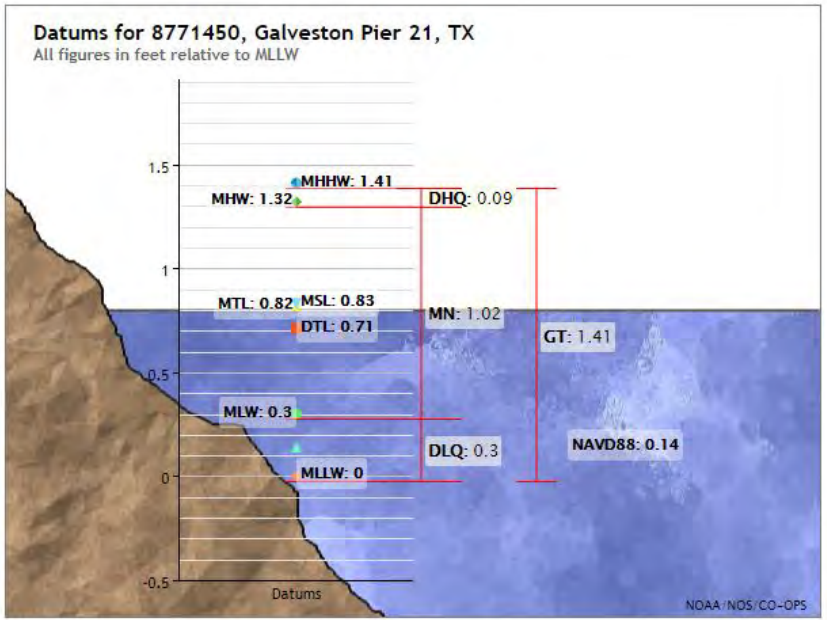 Datums for 8771450, Galveston Pier 21, TX
All figures in feet relative to MLLW
1.5
MHHW: 1.41
MHW: 1.32
DHQ: 0.09
1
MTL: 0.82
MSL: 0.83
MN: 1.02
DTL: 0.71
GT: 1.41
0.5
MLW: 0.3
DLQ: 0.3
NAVD88: 0.14
0
MLLW: 0
-0.5
Datums
NOAA/NOS/CO-OPS